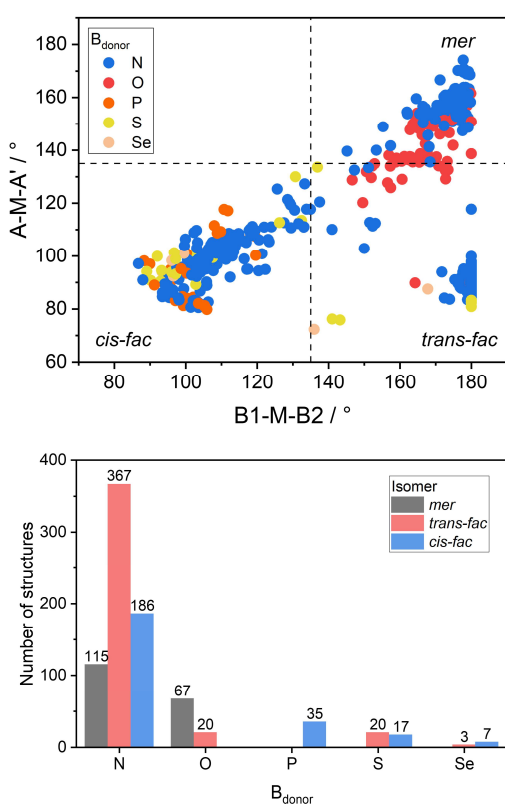 B_donor
N
O
P
S
Se
mer
cis-fac
trans-fac
A-M-A' / °
180
160
140
120
100
80
60
80 100 120 140 160 180
B1-M-B2 / °
Number of structures
400
300
200
100
0
Isomer
mer
trans-fac
cis-fac
115 367 186 67 20 35 20 17 3 7
N O P S Se
B_donor